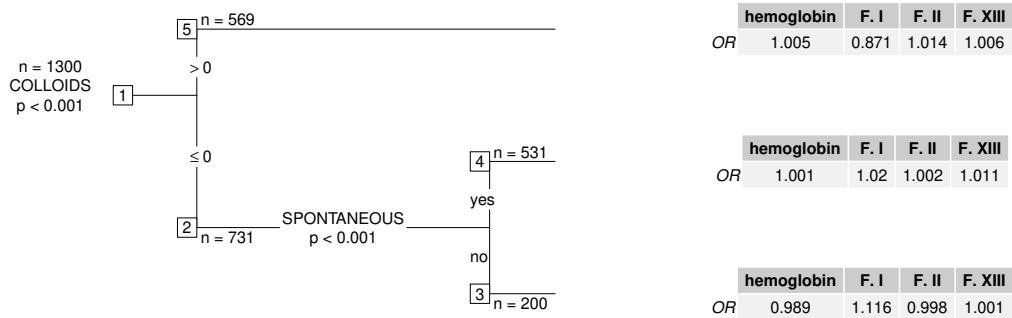 5 n = 569
hemoglobin F. I F. II F. XIII
OR 1.005 0.871 1.014 1.006
n = 1300
COLLOIDS
p < 0.001
1
> 0
≤ 0
4 n = 531
hemoglobin F. I F. II F. XIII
OR 1.001 1.02 1.002 1.011
yes
2 n = 731
SPONTANEOUS
p < 0.001
no
3 n = 200
hemoglobin F. I F. II F. XIII
OR 0.989 1.116 0.998 1.001